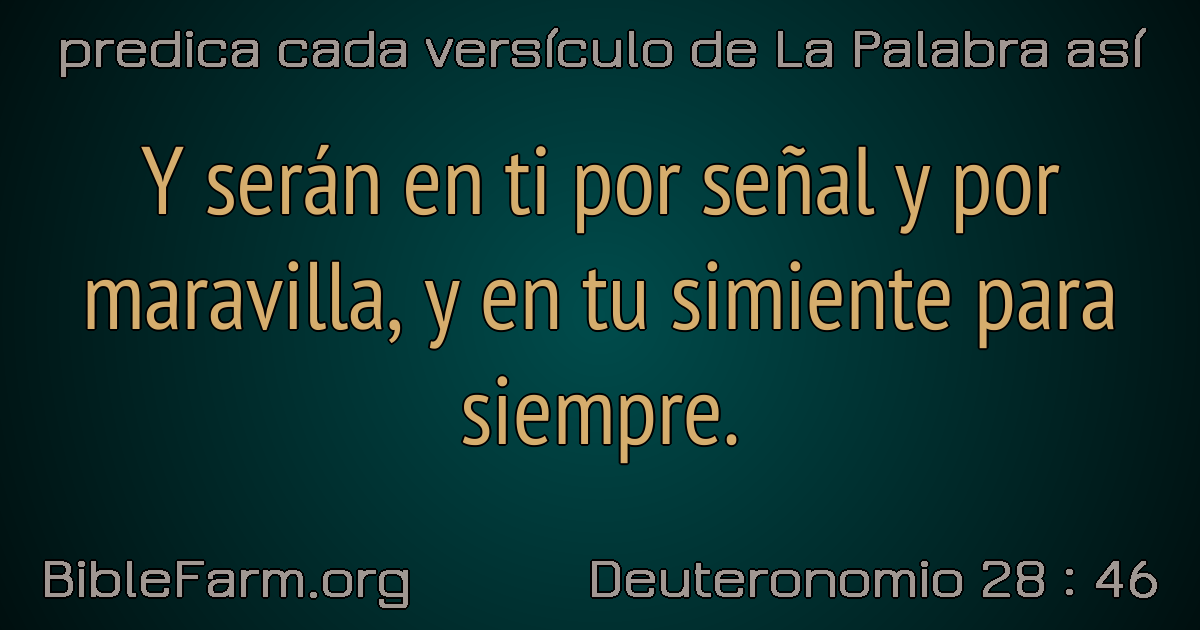 predica cada versículo de La Palabra así
Y serán en ti por señal y por
maravilla, y en tu simiente para
siempre.
BibleFarm.org
Deuteronomio 28 : 46